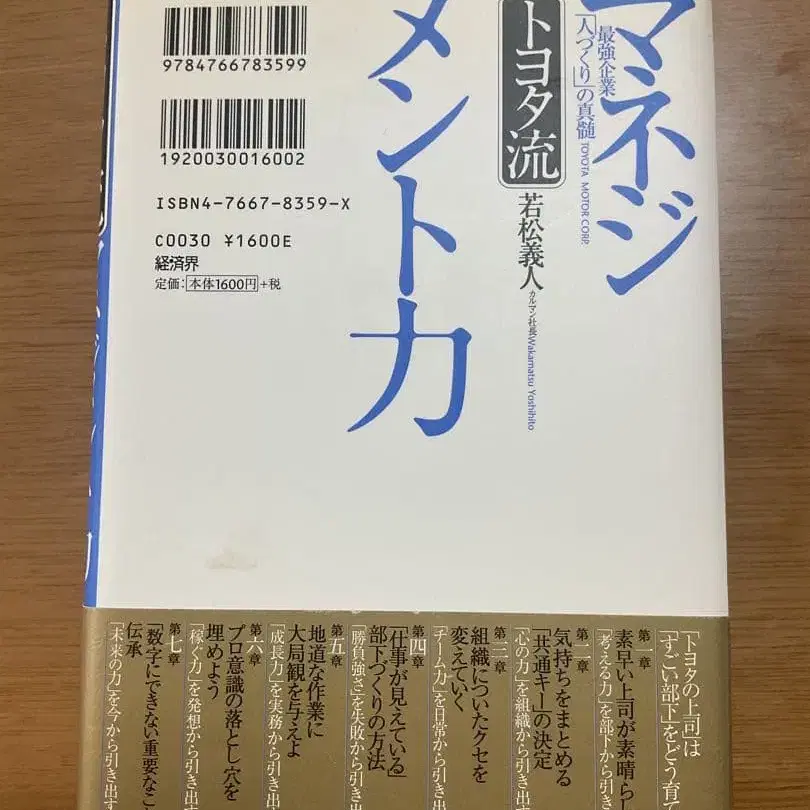 マネジ
メント力
最強企業
「人づくり」の真髄
TOYOTA MOTOR CORP.
トヨタ流
若松義人
カルマン社長
Wakamatsu Yoshihito
9784766783599
1920030016002
ISBN4-7667-8359-X
C0030 ¥1600E
経済界
定価:本体1600円+税
「トヨタの上司」は
「すごい部下」をどう育て
第一章
素早い上司が素晴ら
「考える力」を部下から引き
第二章
気持ちをまとめる
「共通キー」の決定
「心の力」を組織から引き出
第三章
組織についたクセを
変えていく
「チーム力」を日常から引き出
第四章
「仕事が見えている」
部下づくりの方法
「勝負強さ」を失敗から引き出
第五章
地道な作業に
大局観を与えよ
「成長力」を実務から引き出す
第六章
プロ意識の落とし穴を
埋めよう
「稼ぐ力」を発想から引き出す
第七章
「数字にできない重要なこ
伝承
「未来の力」を今から引き出す